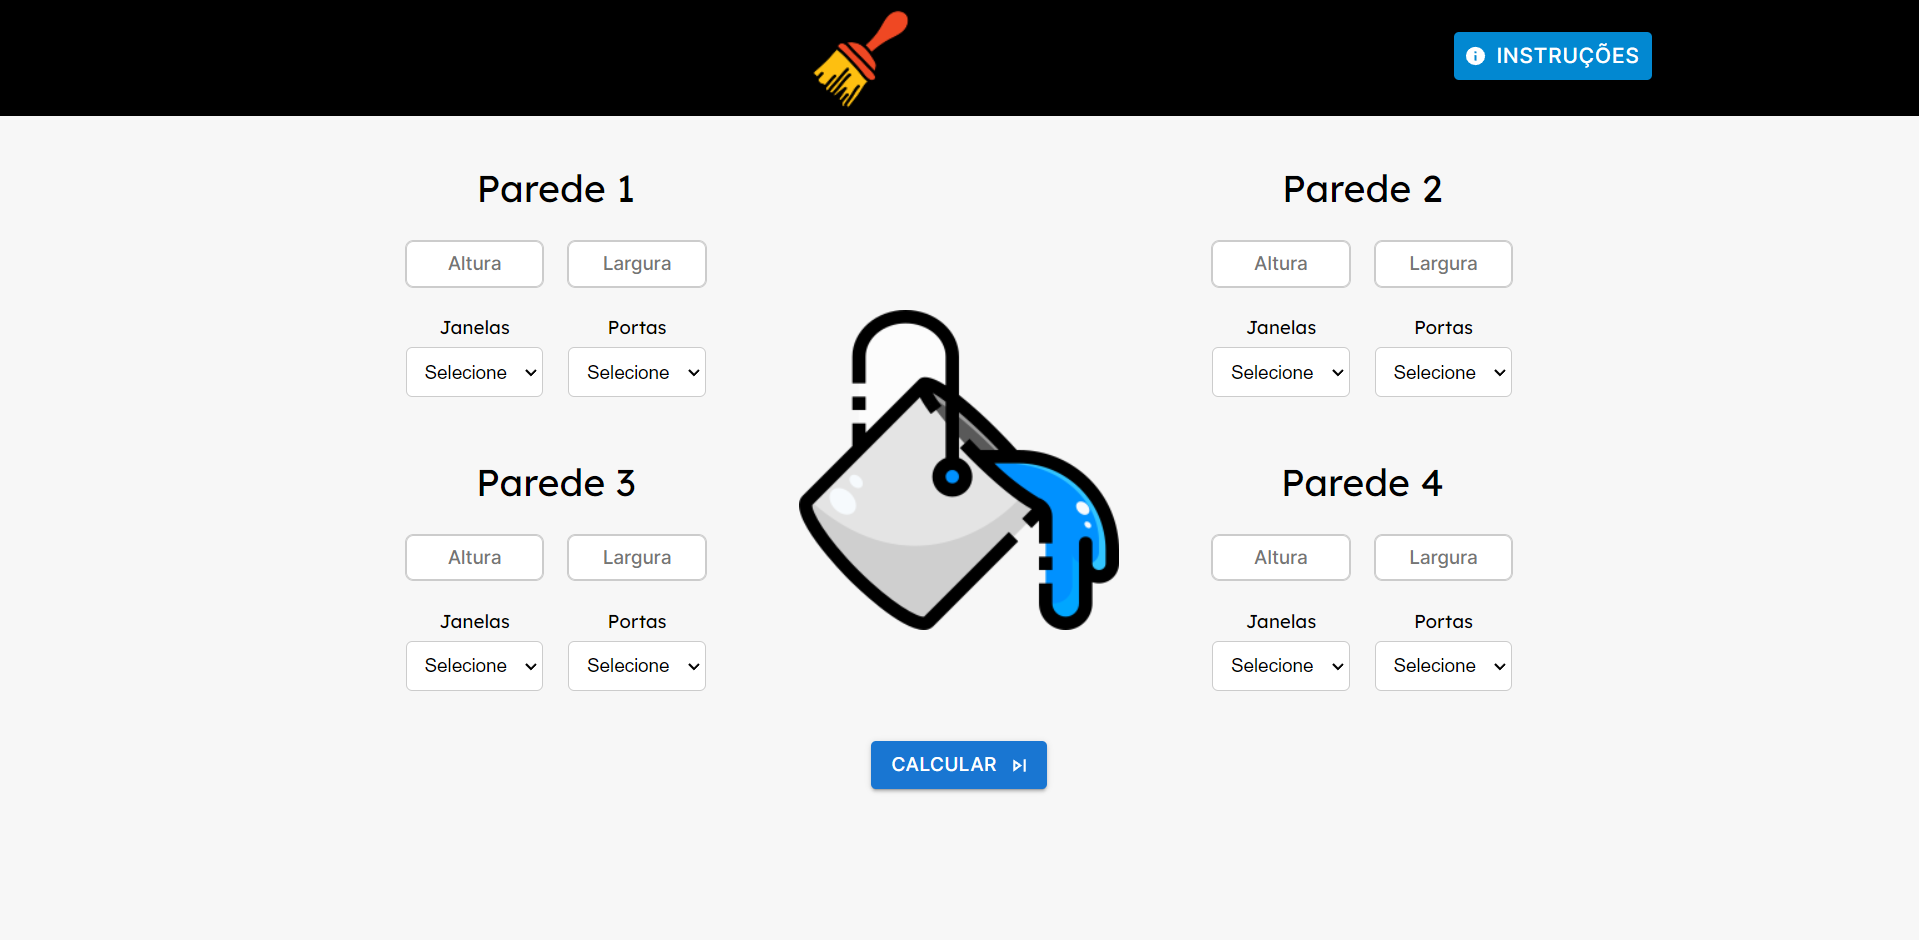 INSTRUÇÕES
Parede 1
Altura Largura
Janelas Portas
Selecione Selecione
Parede 2
Altura Largura
Janelas Portas
Selecione Selecione
Parede 3
Altura Largura
Janelas Portas
Selecione Selecione
Parede 4
Altura Largura
Janelas Portas
Selecione Selecione
CALCULAR